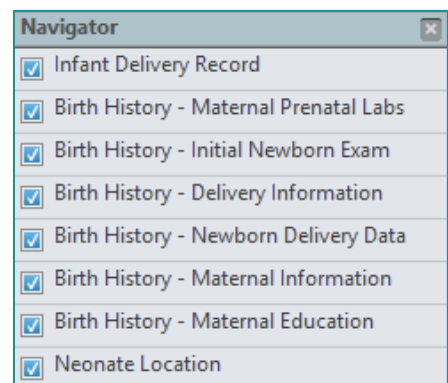 Navigator
Infant Delivery Record
Birth History - Maternal Prenatal Labs
Birth History - Initial Newborn Exam
Birth History - Delivery Information
Birth History - Newborn Delivery Data
Birth History - Maternal Information
Birth History - Maternal Education
Neonate Location